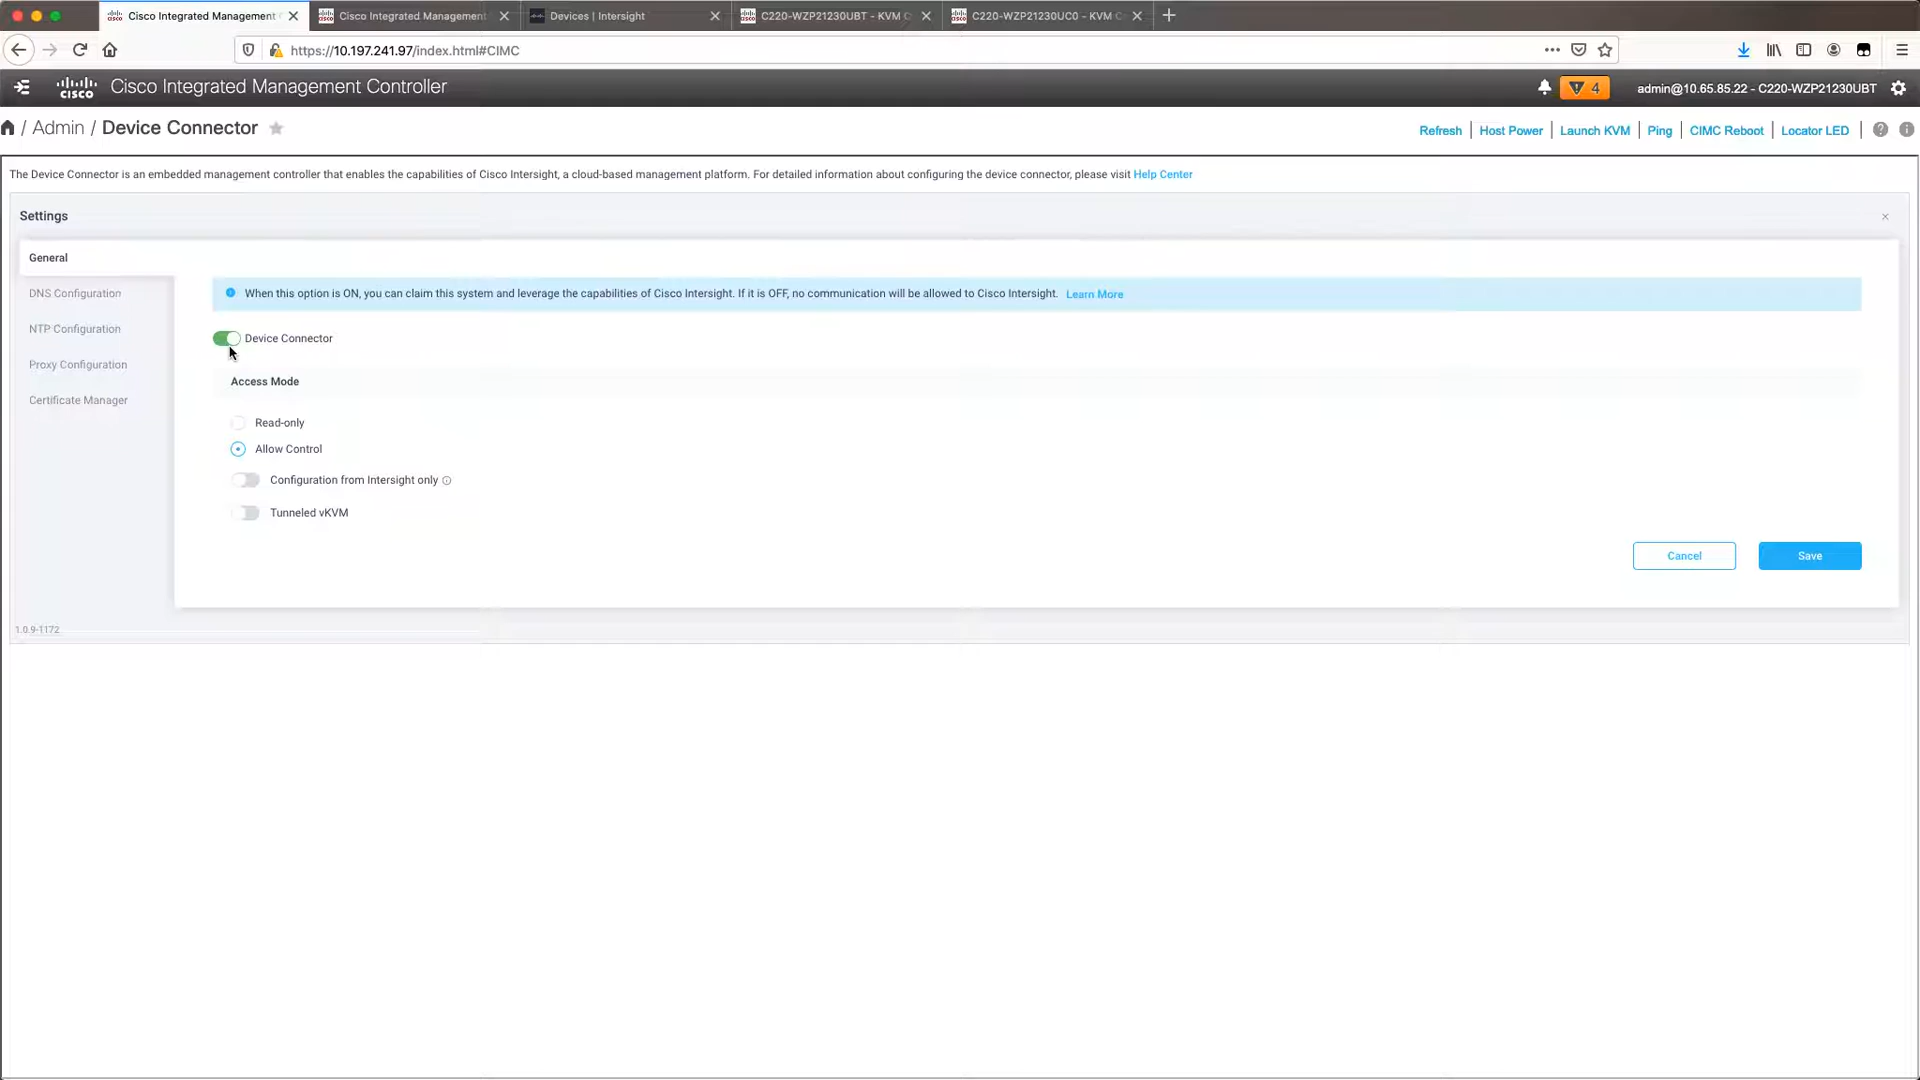 Cisco Integrated Management
Cisco Integrated Management
Devices | Intersight
C220-WZP21230UBT - KVM C
C220-WZP21230UC0 - KVM C
https://10.197.241.97/index.html#CIMC
cisco
Cisco Integrated Management Controller
4
admin@10.65.85.22 - C220-WZP21230UBT
/ Admin / Device Connector
Refresh | Host Power | Launch KVM | Ping | CIMC Reboot | Locator LED |
The Device Connector is an embedded management controller that enables the capabilities of Cisco Intersight, a cloud-based management platform. For detailed information about configuring the device connector, please visit Help Center
Settings
General
DNS Configuration
NTP Configuration
Proxy Configuration
Certificate Manager
When this option is ON, you can claim this system and leverage the capabilities of Cisco Intersight. If it is OFF, no communication will be allowed to Cisco Intersight. Learn More
Device Connector
Access Mode
Read-only
Allow Control
Configuration from Intersight only
Tunneled vKVM
Cancel
Save
1.0.9-1172